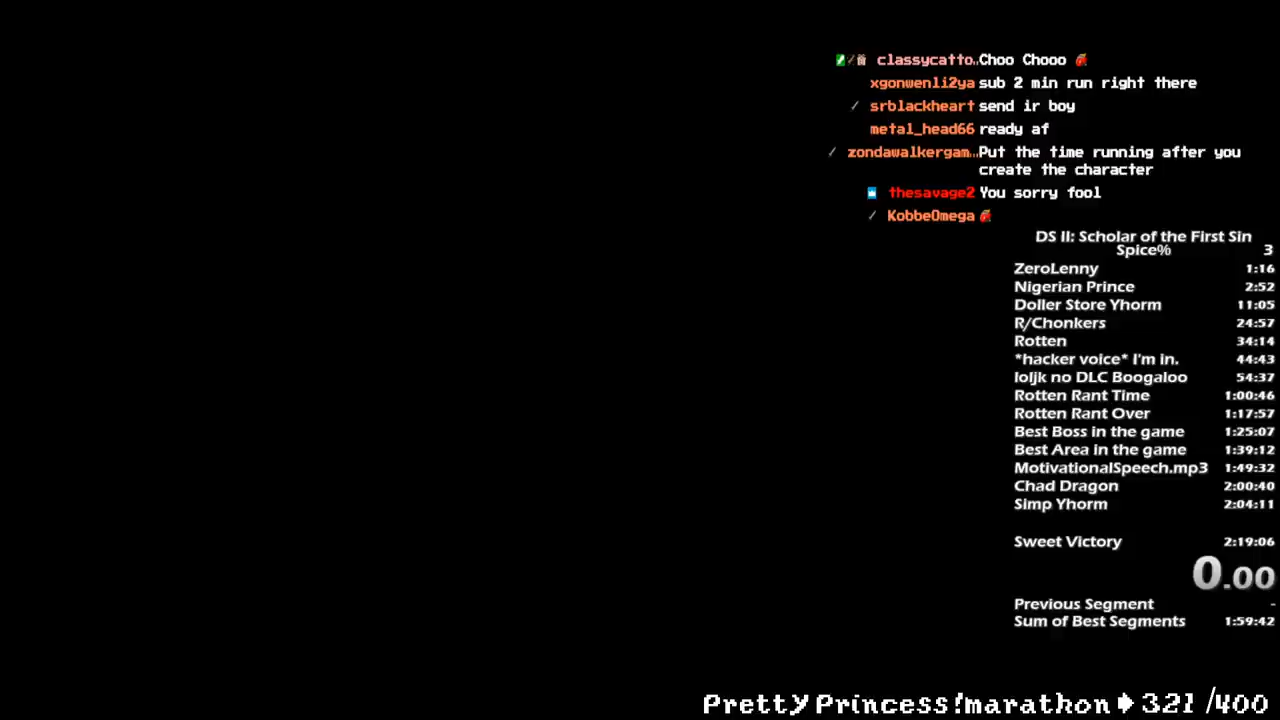 classycatto..Choo Chooo
xgonwenli2ya sub 2 min run right there
srblackheart send ir boy
metal_head66 ready af
zondawalkergam...Put the time running after you
create the character
thesavage2 You sorry fool
KobbeOmega
DS II: Scholar of the First Sin
Spice% 3
ZeroLenny 1:16
Nigerian Prince 2:52
Doller Store Yhorm 11:05
R/Chonkers 24:57
Rotten 34:14
*hacker voice* I'm in. 44:43
loljk no DLC Boogaloo 54:37
Rotten Rant Time 1:00:46
Rotten Rant Over 1:17:57
Best Boss in the game 1:25:07
Best Area in the game 1:39:12
MotivationalSpeech.mp3 1:49:32
Chad Dragon 2:00:40
Simp Yhorm 2:04:11
Sweet Victory 2:19:06
0.00
Previous Segment -
Sum of Best Segments 1:59:42
Pretty Princess !marathon → 321 /400